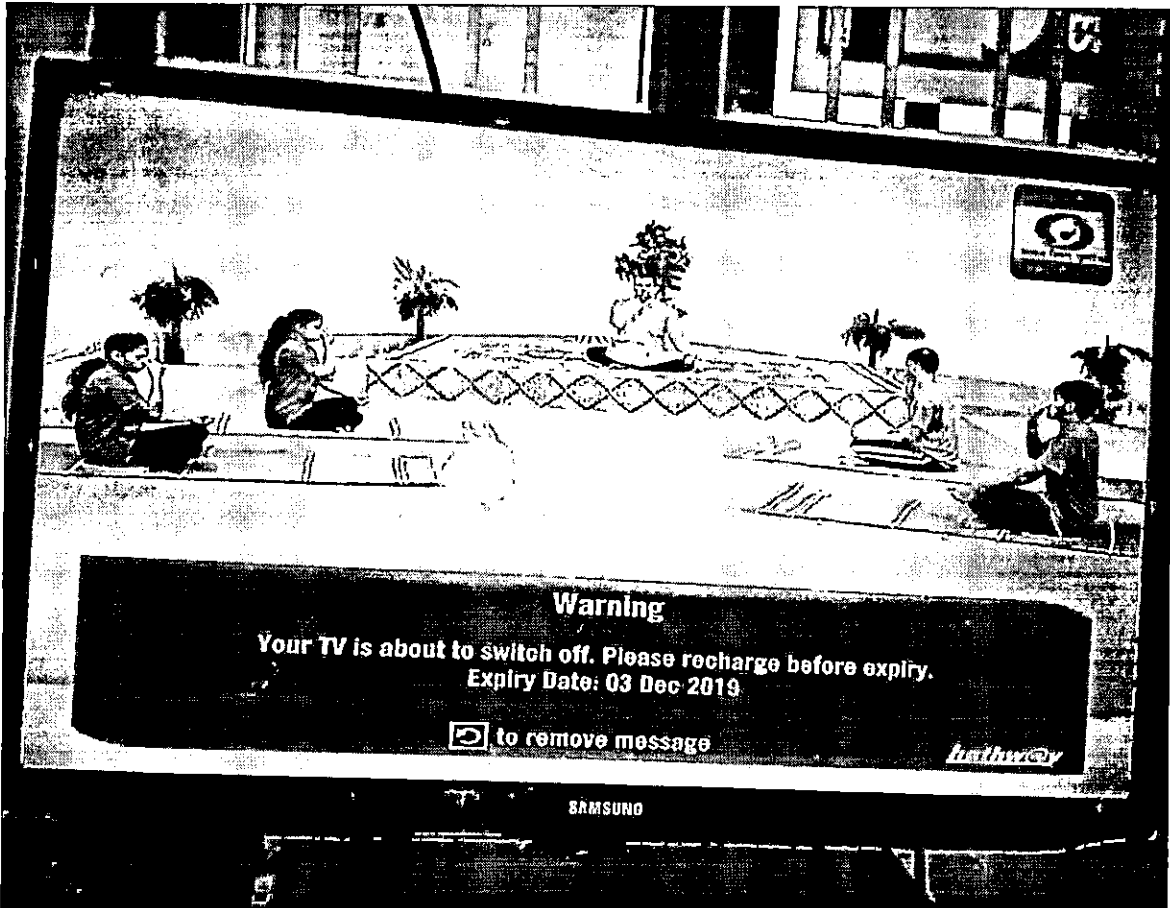 Warning
Your TV is about to switch off. Please recharge before expiry.
Expiry Date: 03 Dec 2019
to remove message
hathway
SAMSUNG